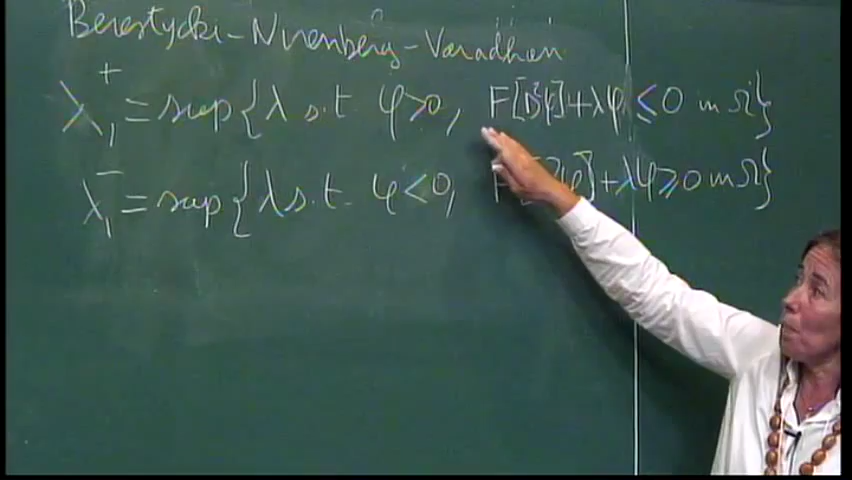 Berestycki-Nirenberg-Varadhan
λ₁⁺ = sup{λ s.t. φ>0, F[D²φ]+λφ ≤ 0 in Ω}
λ₁⁻ = sup{λ s.t. φ<0, F[D²φ]+λφ ≥ 0 in Ω}